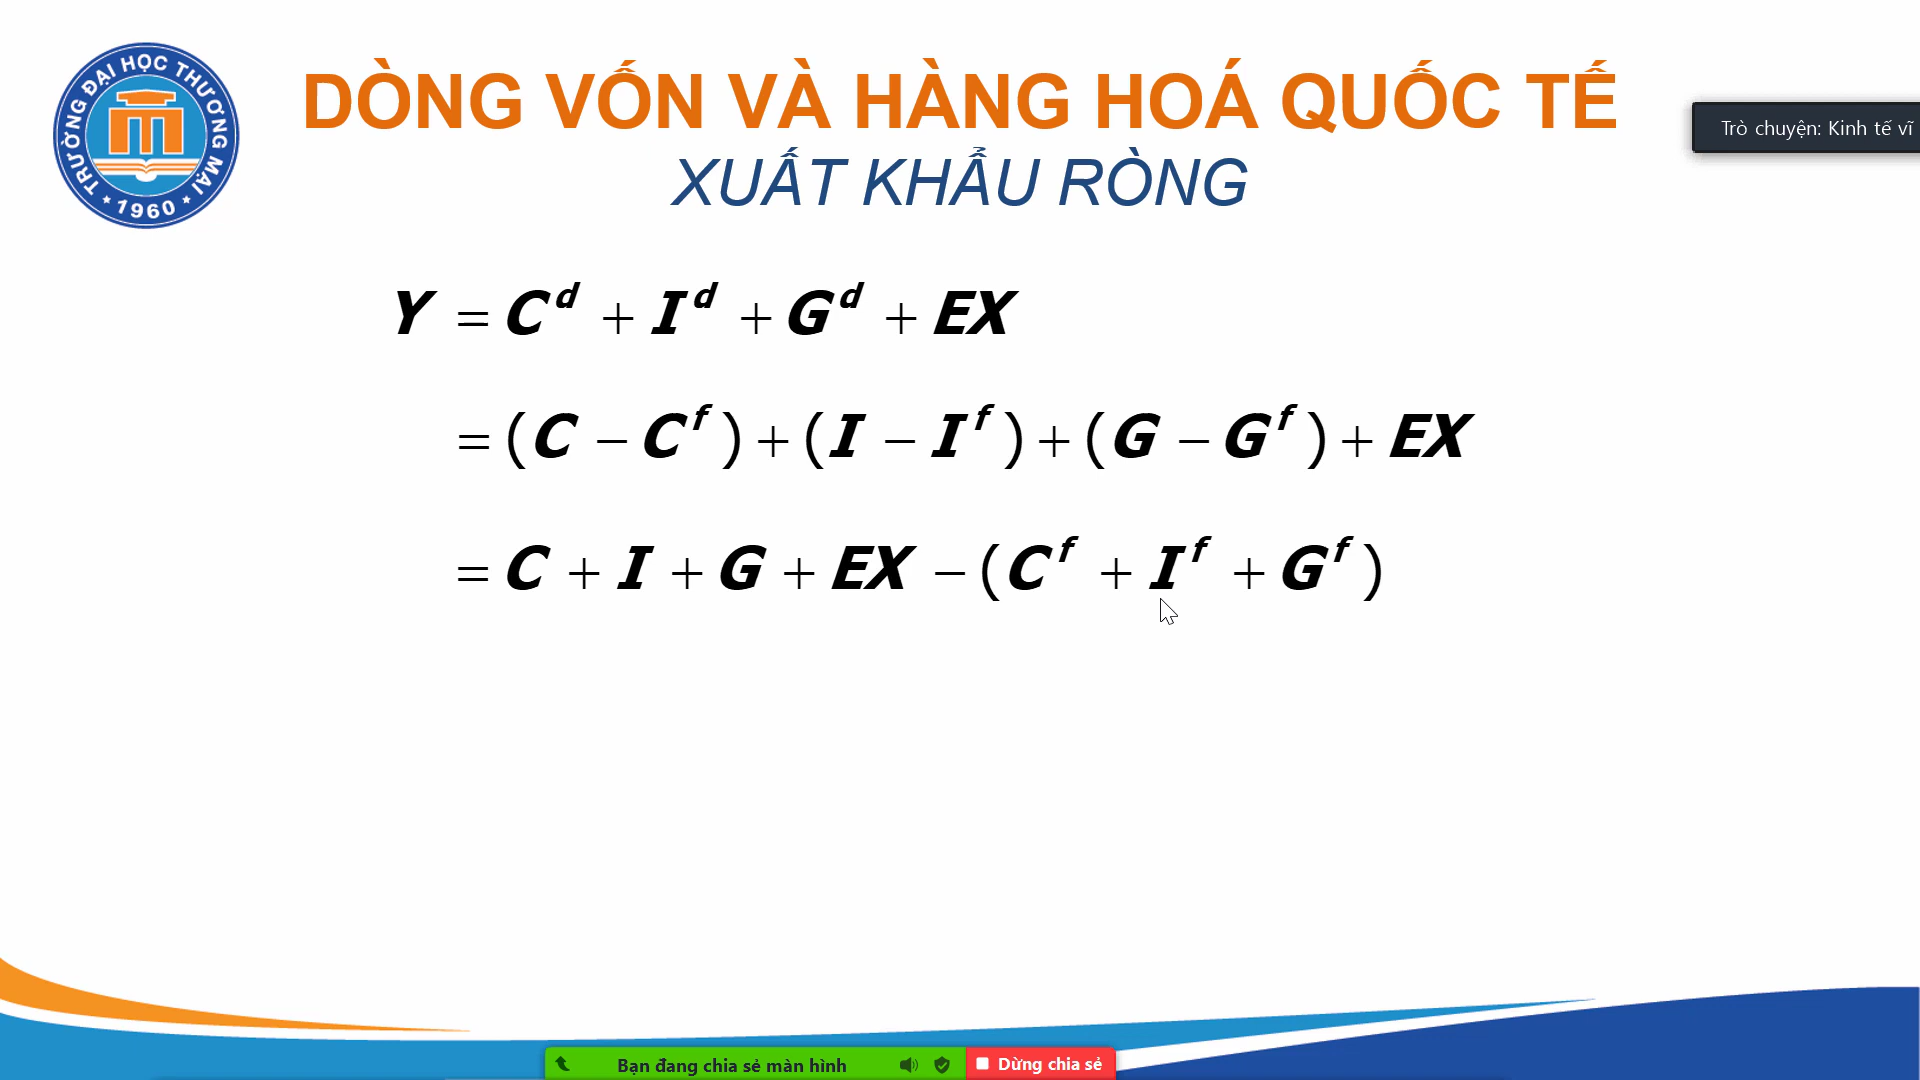 TRƯỜNG ĐẠI HỌC THƯƠNG MẠI
1960
DÒNG VỐN VÀ HÀNG HOÁ QUỐC TẾ
XUẤT KHẨU RÒNG
Trò chuyện: Kinh tế vĩ
Y = C^d + I^d + G^d + EX
= (C − C^f) + (I − I^f) + (G − G^f) + EX
= C + I + G + EX − (C^f + I^f + G^f)
Bạn đang chia sẻ màn hình
Dừng chia sẻ